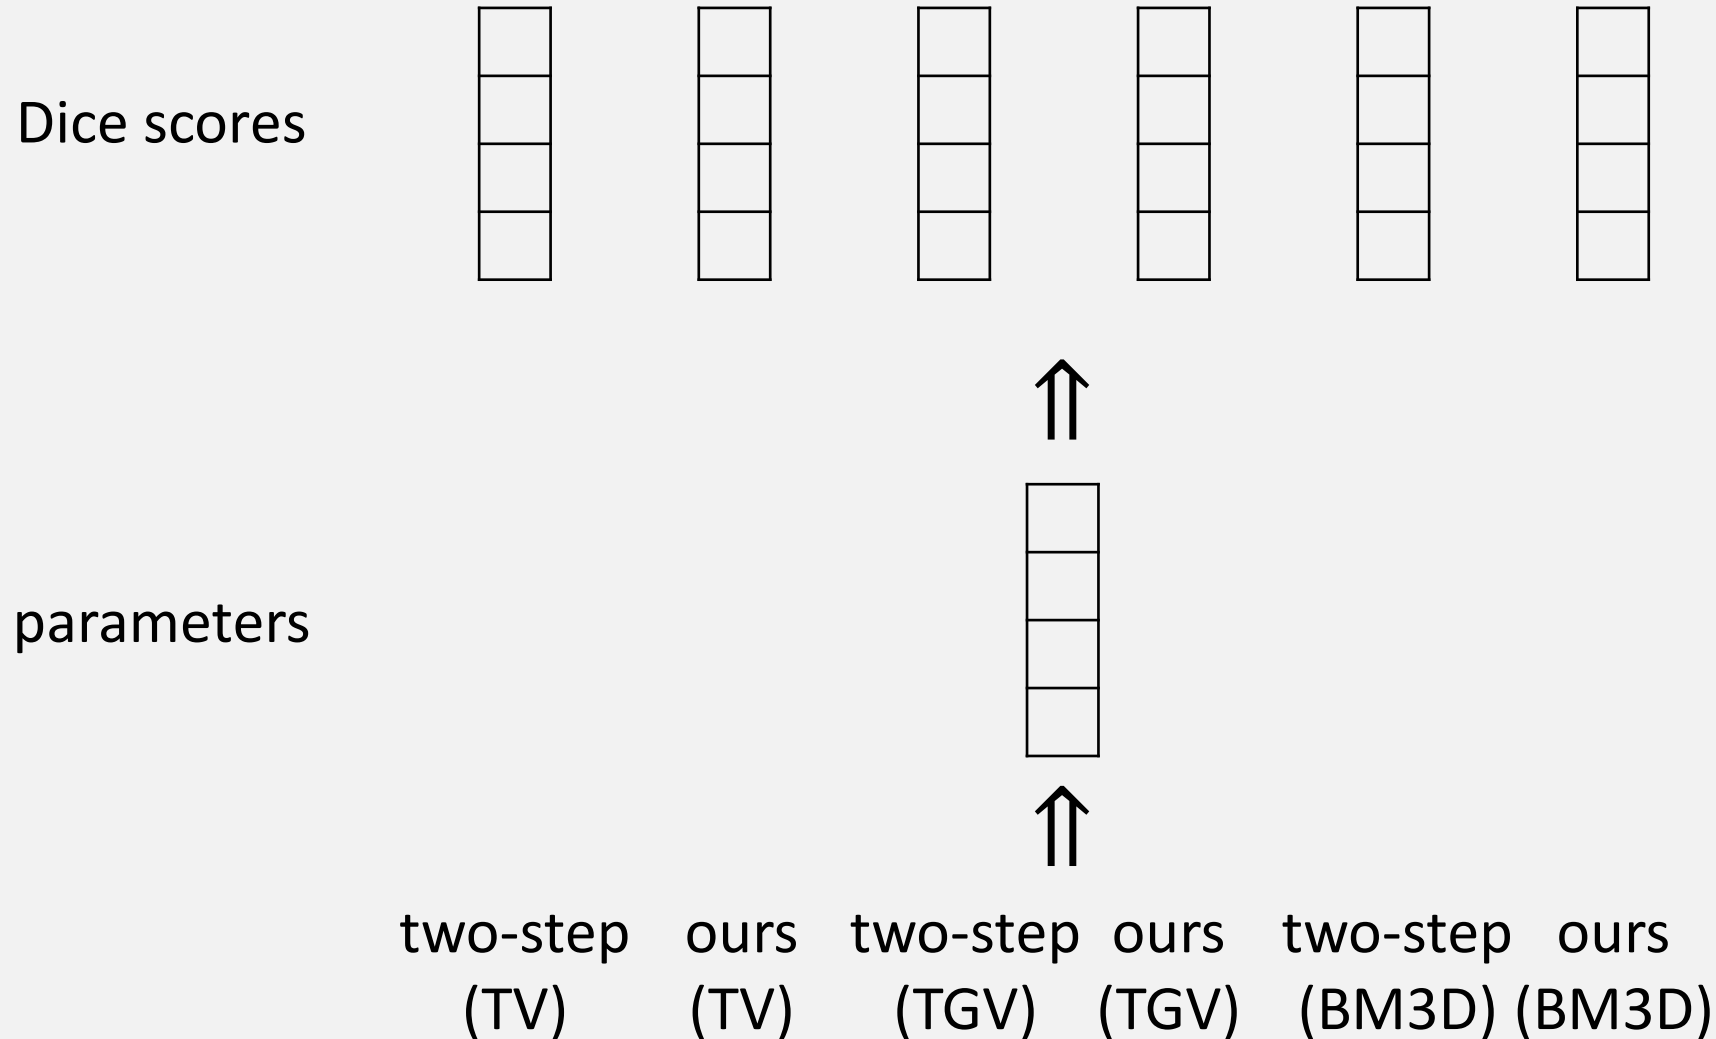 Dice scores
⇑
parameters
⇑
two-step ours two-step ours two-step ours
(TV) (TV) (TGV) (TGV) (BM3D) (BM3D)